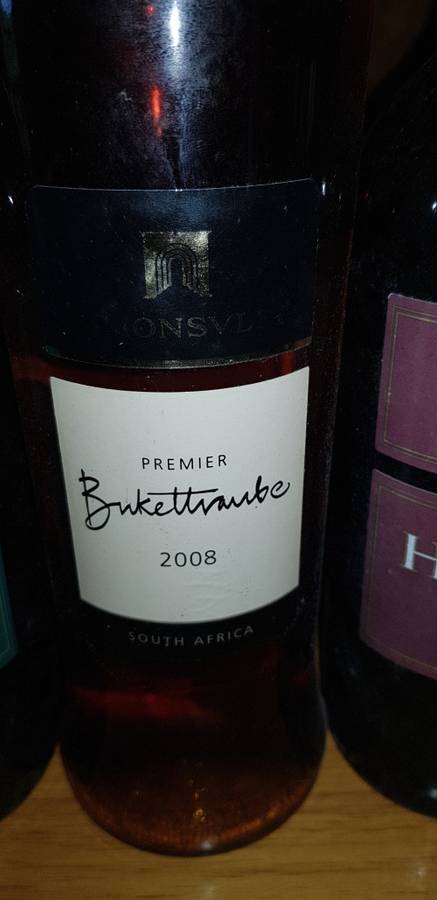 PREMIER
Bukettraube
2008
SOUTH AFRICA
H